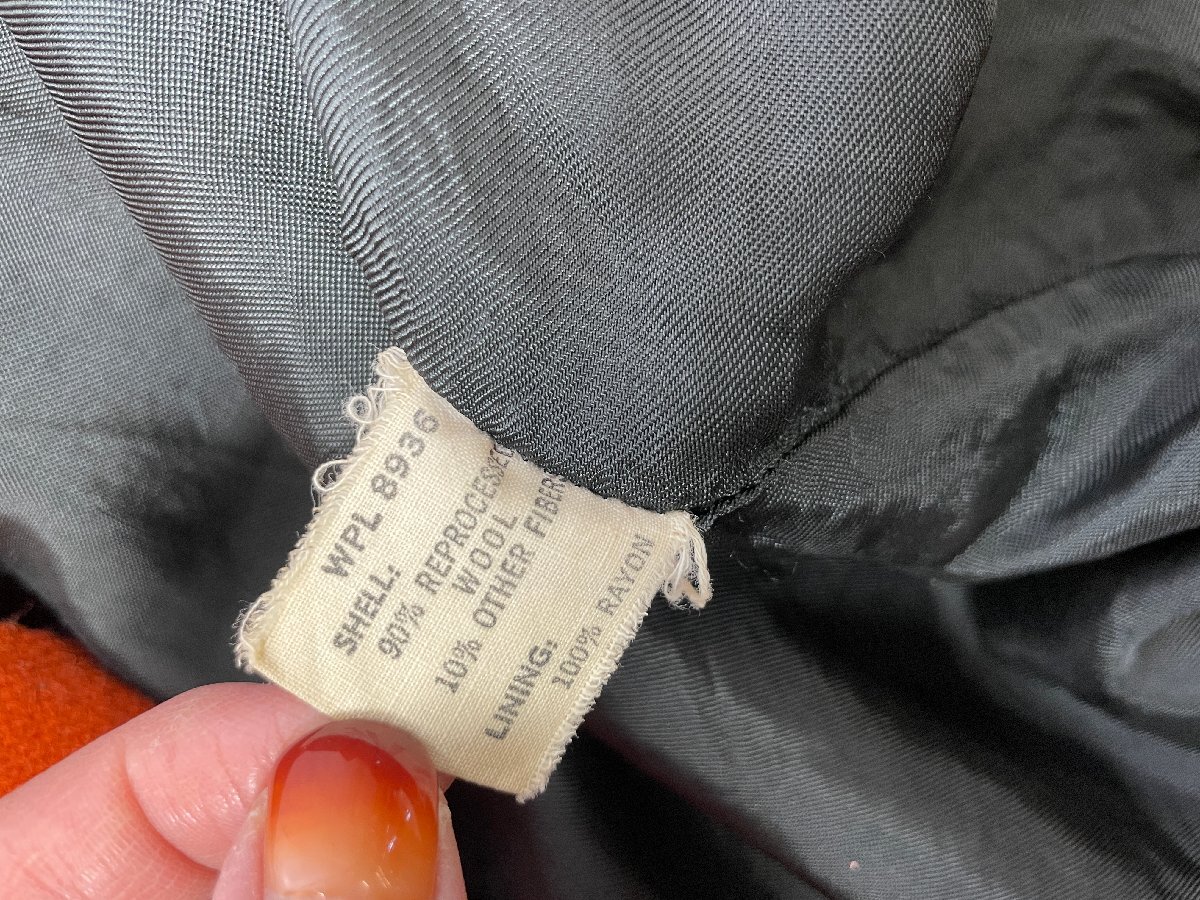 WPL 8936
SHELL:
90% REPROCESSED
WOOL
10% OTHER FIBERS
LINING:
100% RAYON